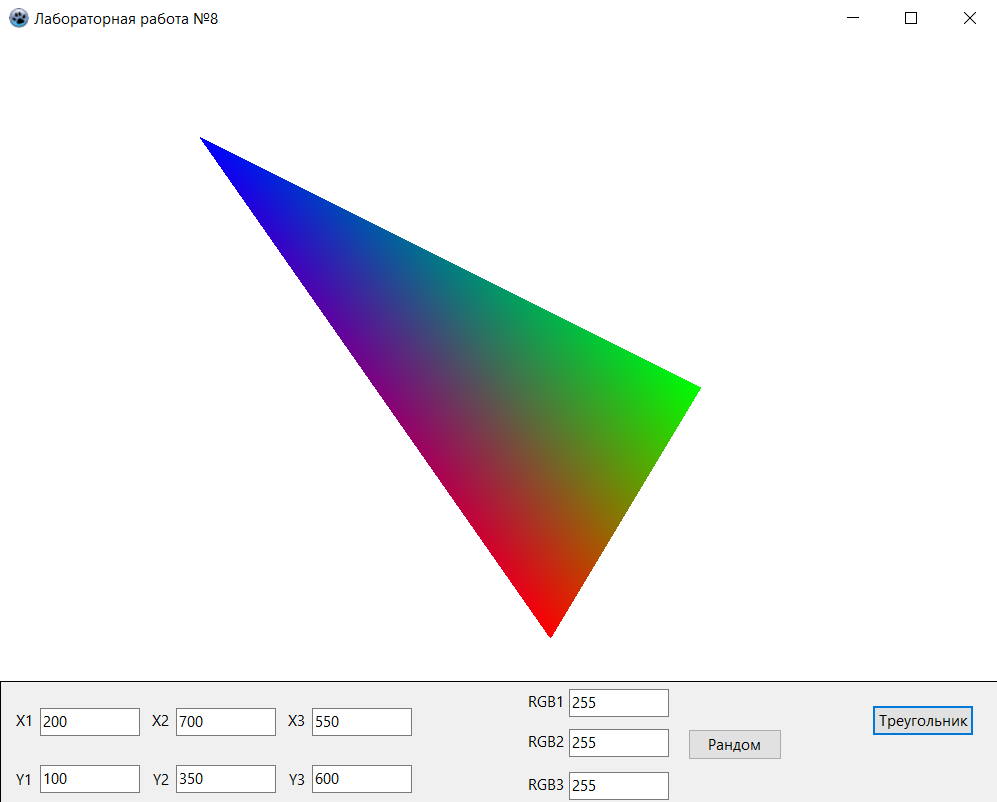 Лабораторная работа №8
X1 200 X2 700 X3 550
Y1 100 Y2 350 Y3 600
RGB1 255
RGB2 255
RGB3 255
Рандом
Треугольник